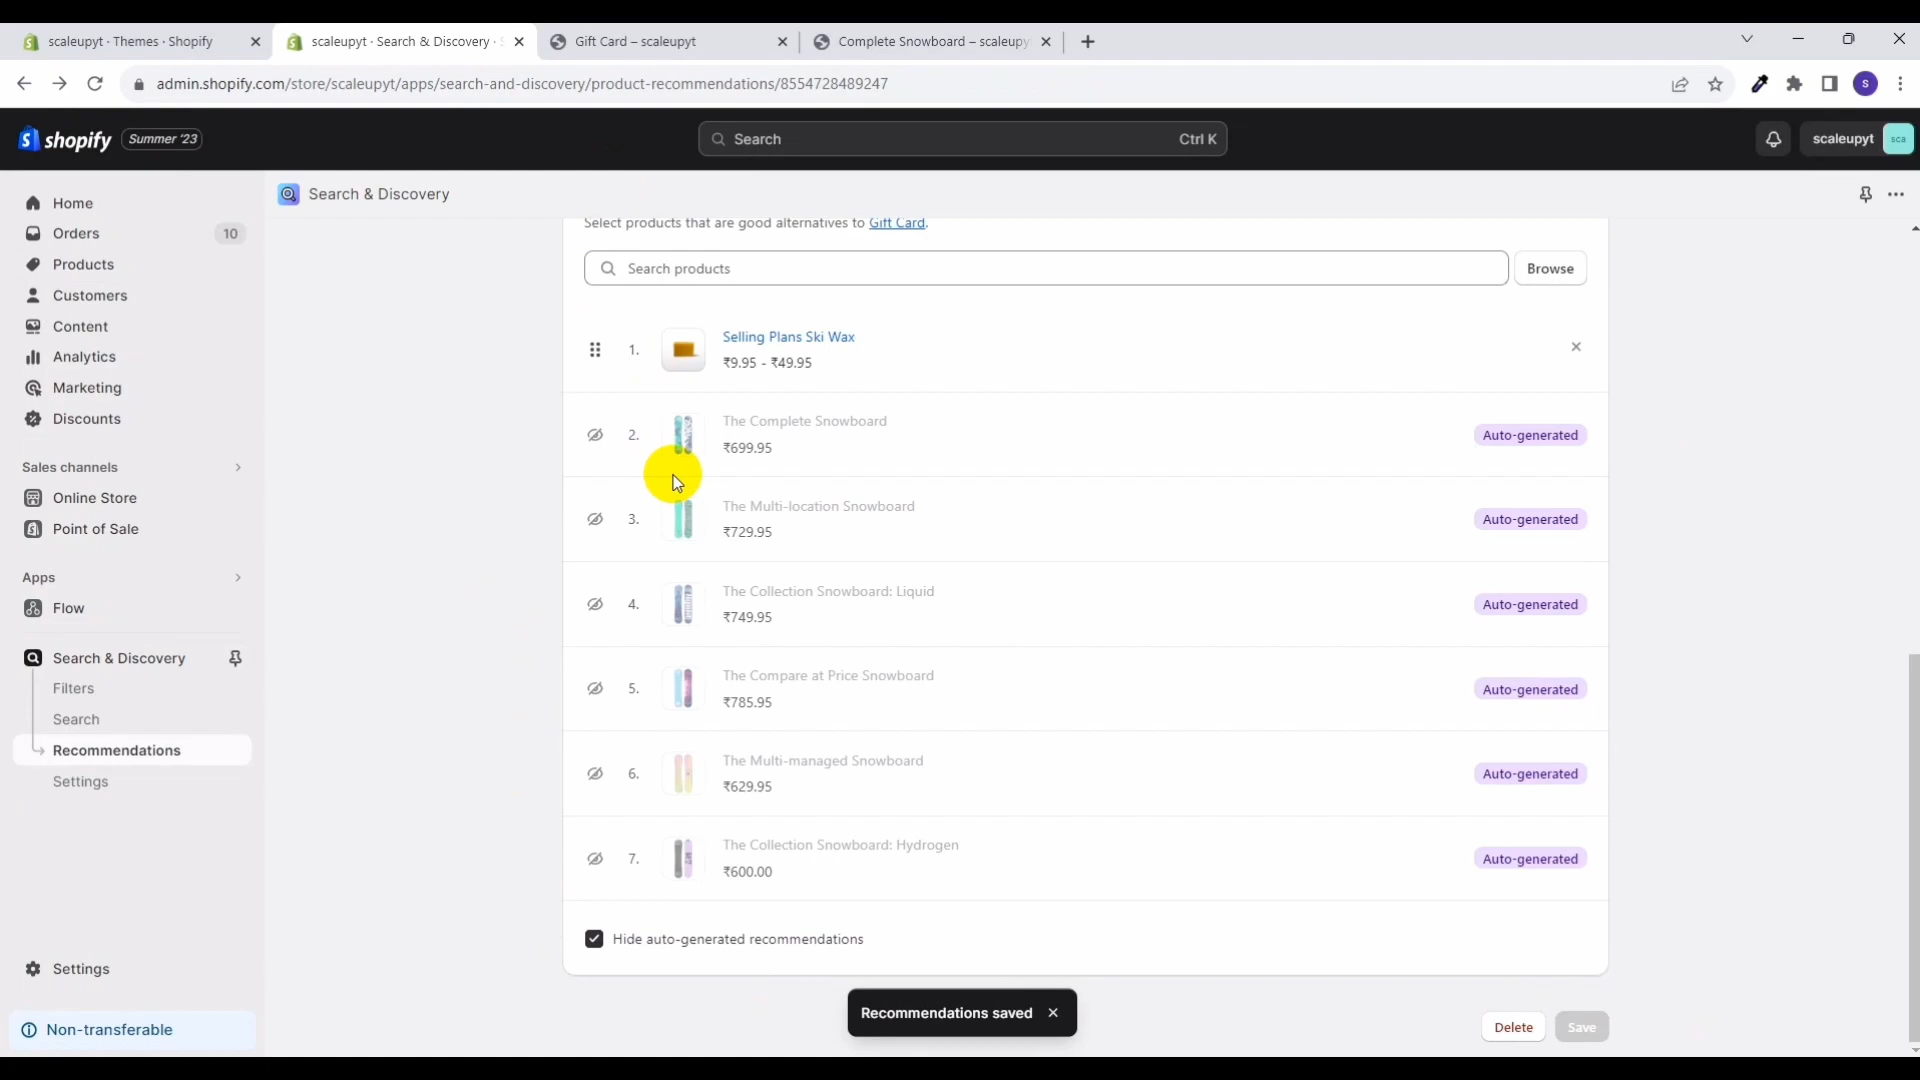 scaleupyt · Themes · Shopify
scaleupyt · Search & Discovery ·
Gift Card – scaleupyt
Complete Snowboard – scaleupy
admin.shopify.com/store/scaleupyt/apps/search-and-discovery/product-recommendations/8554728489247
S
shopify
Summer '23
Search
Ctrl K
scaleupyt
sca
Home
Orders
10
Products
Customers
Content
Analytics
Marketing
Discounts
Sales channels
Online Store
Point of Sale
Apps
Flow
Search & Discovery
Filters
Search
Recommendations
Settings
Settings
Non-transferable
Search & Discovery
Select products that are good alternatives to Gift Card.
Search products
Browse
1.
Selling Plans Ski Wax
₹9.95 - ₹49.95
2.
The Complete Snowboard
₹699.95
Auto-generated
3.
The Multi-location Snowboard
₹729.95
Auto-generated
4.
The Collection Snowboard: Liquid
₹749.95
Auto-generated
5.
The Compare at Price Snowboard
₹785.95
Auto-generated
6.
The Multi-managed Snowboard
₹629.95
Auto-generated
7.
The Collection Snowboard: Hydrogen
₹600.00
Auto-generated
Hide auto-generated recommendations
Recommendations saved
Delete
Save